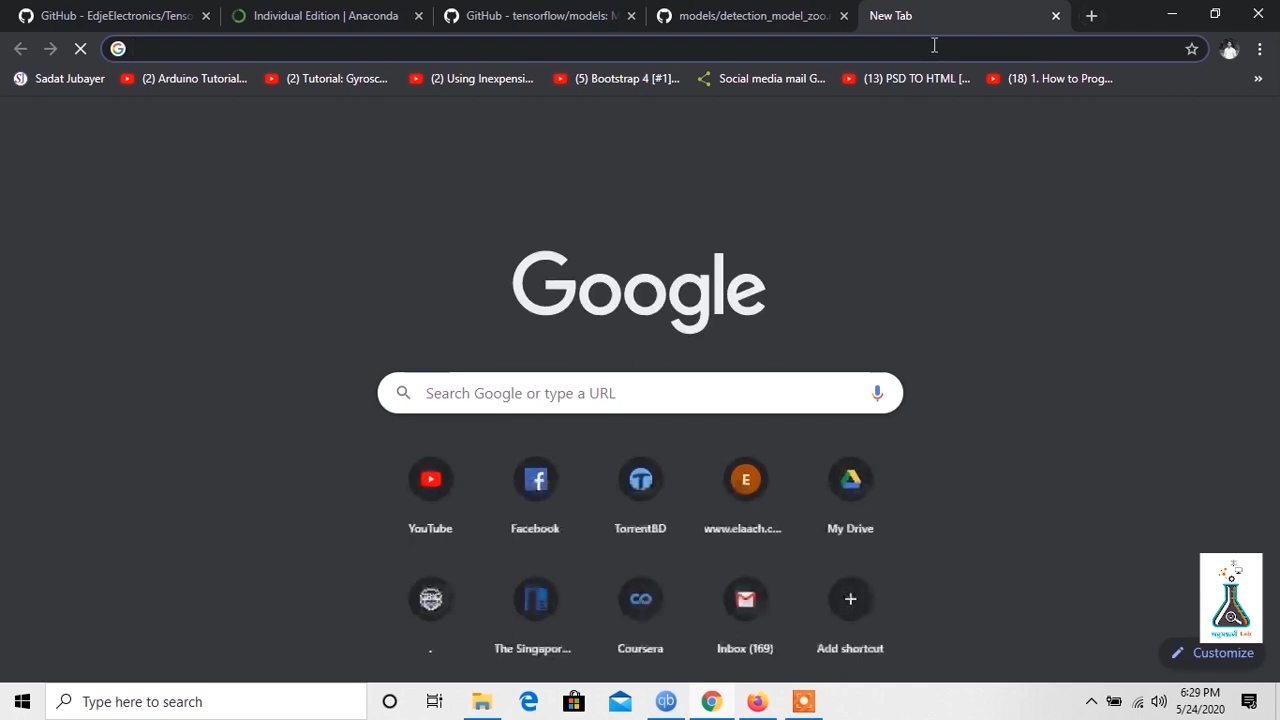 GitHub - EdjeElectronics/Tenso
Individual Edition | Anaconda
GitHub - tensorflow/models: M
models/detection_model_zoo.
New Tab
Sadat Jubayer
(2) Arduino Tutorial...
(2) Tutorial: Gyrosc...
(2) Using Inexpensi...
(5) Bootstrap 4 [#1]...
Social media mail G...
(13) PSD TO HTML [...
(18) 1. How to Prog...
»
Google
Search Google or type a URL
E
YouTube
Facebook
TorrentBD
www.elaach.c...
My Drive
.
The Singapor...
Coursera
Inbox (169)
Add shortcut
Lab
Customize
Type here to search
qb
6:29 PM
5/24/2020